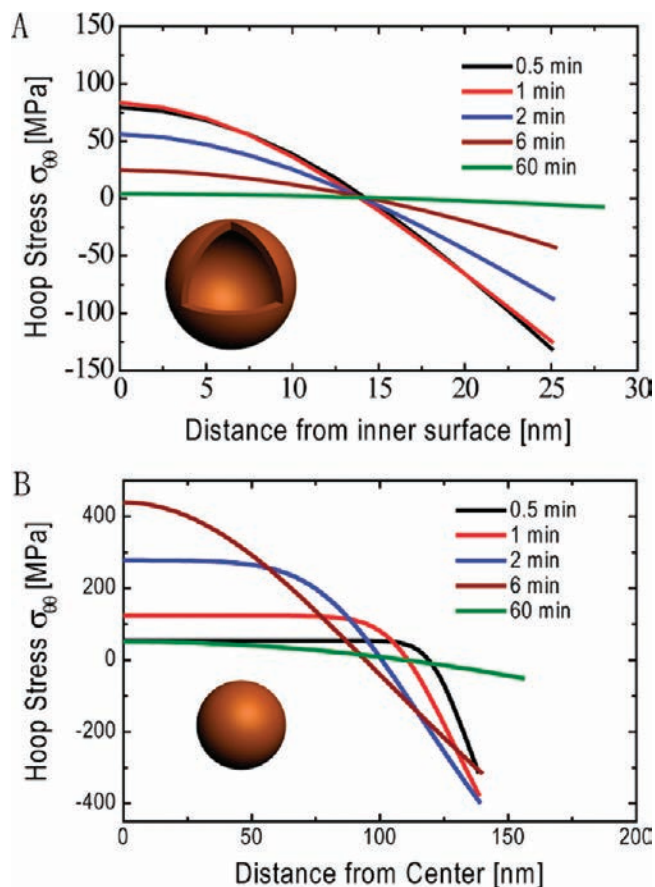 A
150
100
50
0
-50
-100
-150
Hoop Stress σθθ [MPa]
0.5 min
1 min
2 min
6 min
60 min
0 5 10 15 20 25 30
Distance from inner surface [nm]
B
400
200
0
-200
-400
Hoop Stress σθθ [MPa]
0.5 min
1 min
2 min
6 min
60 min
0 50 100 150 200
Distance from Center [nm]